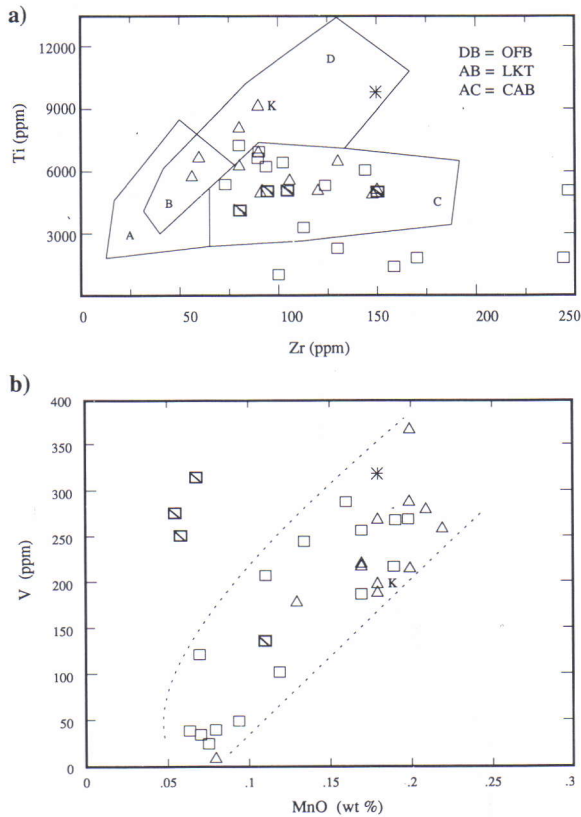 a)
13000
D
DB = OFB
AB = LKT
AC = CAB
K
9000
Ti (ppm)
6000
B
C
3000
A
0
50
100
150
200
250
Zr (ppm)
b)
400
350
300
250
V (ppm)
200
K
150
100
50
0
0
.05
.1
.15
.2
.25
.3
MnO (wt %)